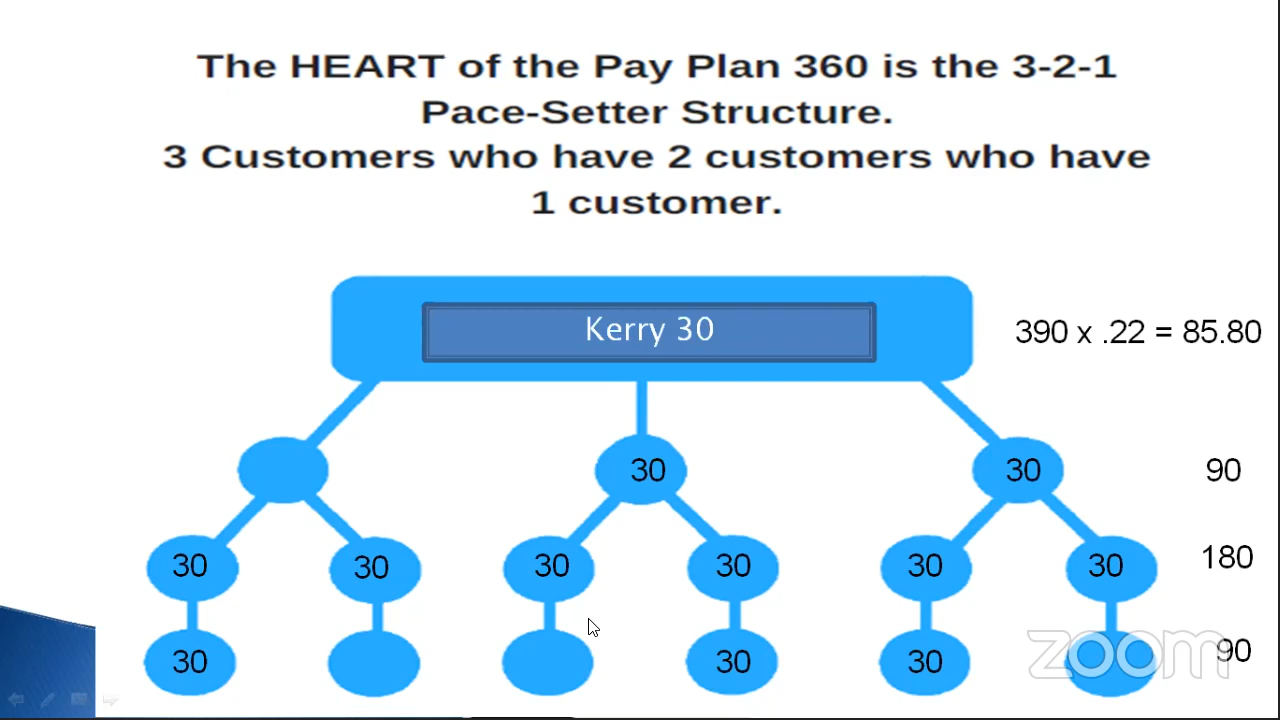 The HEART of the Pay Plan 360 is the 3-2-1
Pace-Setter Structure.
3 Customers who have 2 customers who have
1 customer.
Kerry 30
390 x .22 = 85.80
30 30 90
30 30 30 30 30 30 180
30 30 30 90
zoom